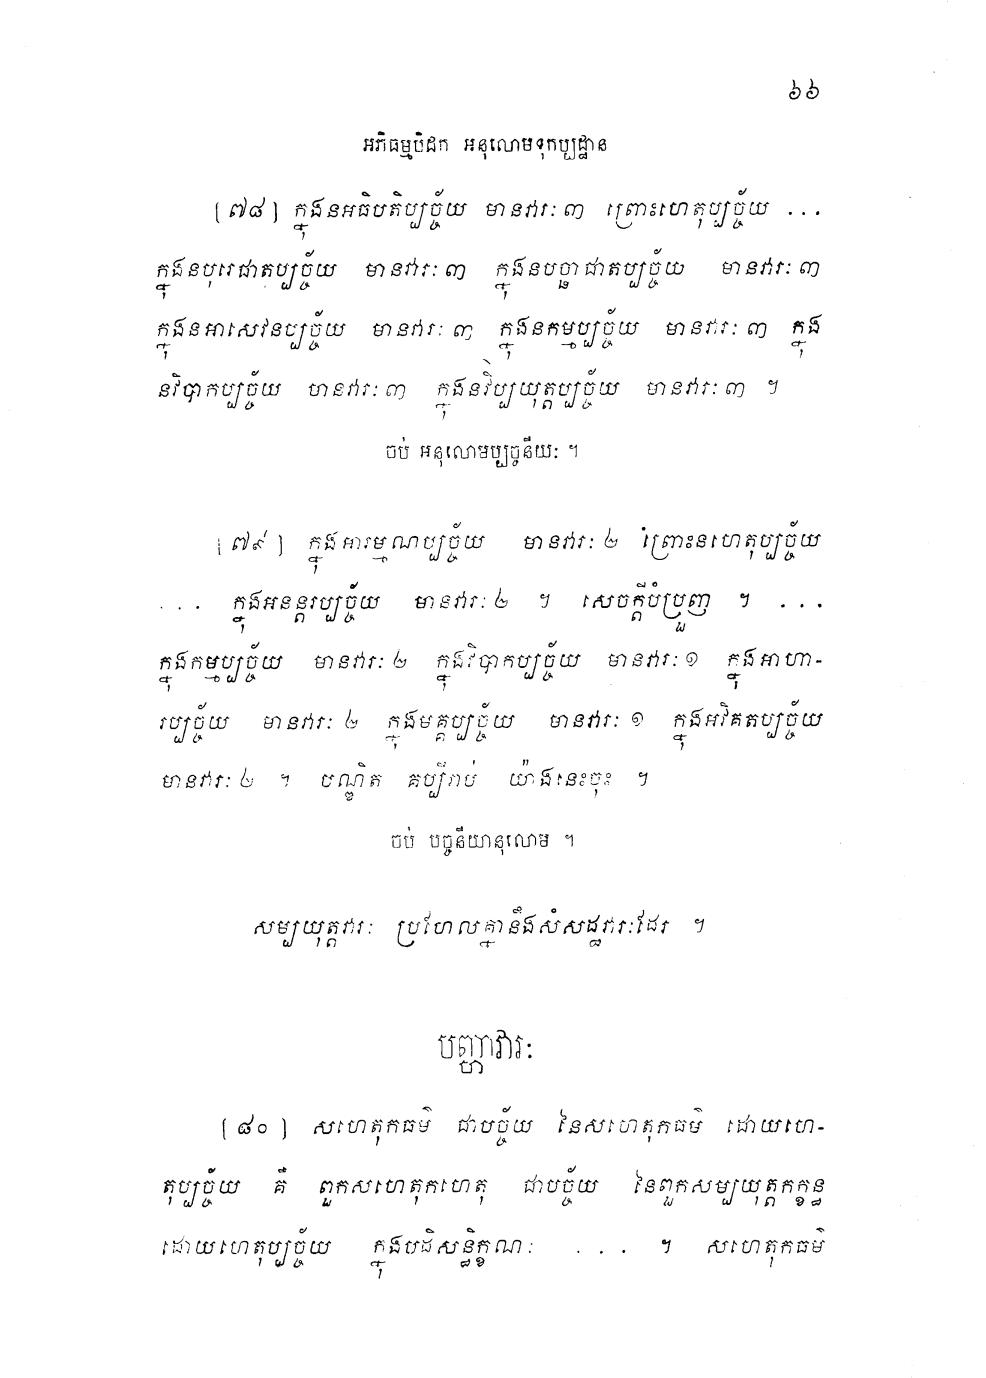 ៦៦
អភិធម្មបិដក អនុលោមទុកប្បដ្ឋាន
[៧៨] ក្នុងនអធិបតិប្បច្ច័យ មានវារៈ ៣ ព្រោះហេតុប្បច្ច័យ ...
ក្នុងនបុរេជាតប្បច្ច័យ មានវារៈ ៣ ក្នុងនបច្ឆាជាតប្បច្ច័យ មានវារៈ ៣
ក្នុងនអាសេវនប្បច្ច័យ មានវារៈ ៣ ក្នុងនកម្មប្បច្ច័យ មានវារៈ ៣ ក្នុង
នវិបាកប្បច្ច័យ មានវារៈ ៣ ក្នុងនវិប្បយុត្តប្បច្ច័យ មានវារៈ ៣ ។
ចប់ អនុលោមប្បច្ចនីយៈ ។
[៧៩] ក្នុងអារម្មណប្បច្ច័យ មានវារៈ ២ ព្រោះនហេតុប្បច្ច័យ
... ក្នុងអនន្តរប្បច្ច័យ មានវារៈ ២ ។ សេចក្តីបំប្រួញ ។ ...
ក្នុងកម្មប្បច្ច័យ មានវារៈ ២ ក្នុងវិបាកប្បច្ច័យ មានវារៈ ១ ក្នុងអាហា-
រប្បច្ច័យ មានវារៈ ២ ក្នុងមគ្គប្បច្ច័យ មានវារៈ ១ ក្នុងអវិគតប្បច្ច័យ
មានវារៈ ២ ។ បណ្ឌិត គប្បីរាប់ យ៉ាងនេះចុះ ។
ចប់ បច្ចនីយានុលោម ។
សម្បយុត្តវារៈ ប្រហែលគ្នានឹងសំសដ្ឋវារៈដែរ ។
បញ្ហាវារៈ
[៨០] សហេតុកធម៌ ជាបច្ច័យ នៃសហេតុកធម៌ ដោយហេ-
តុប្បច្ច័យ គឺ ពួកសហេតុកហេតុ ជាបច្ច័យ នៃពួកសម្បយុត្តកក្ខន្ធ
ដោយហេតុប្បច្ច័យ ក្នុងបដិសន្ធិក្ខណៈ ... ។ សហេតុកធម៌